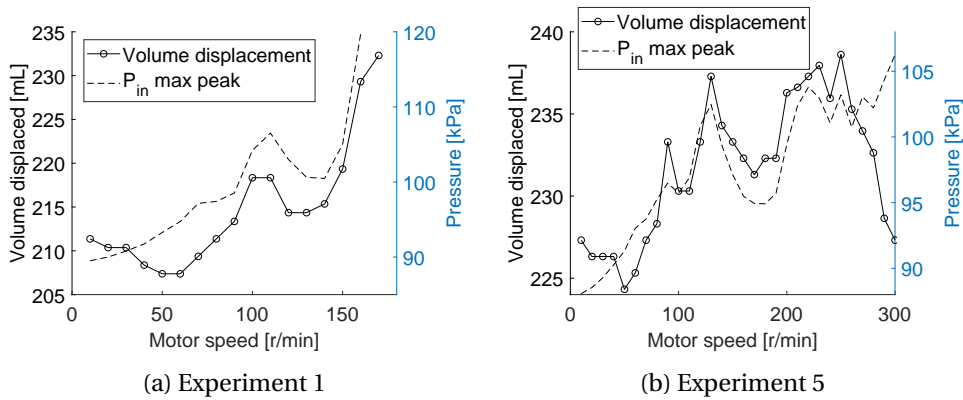 235
230
225
220
215
210
205
Volume displaced [mL]
Volume displacement
P_in max peak
120
110
100
90
Pressure [kPa]
0
50
100
150
Motor speed [r/min]
(a) Experiment 1
240
235
230
225
Volume displaced [mL]
Volume displacement
P_in max peak
105
100
95
90
Pressure [kPa]
0
100
200
300
Motor speed [r/min]
(b) Experiment 5